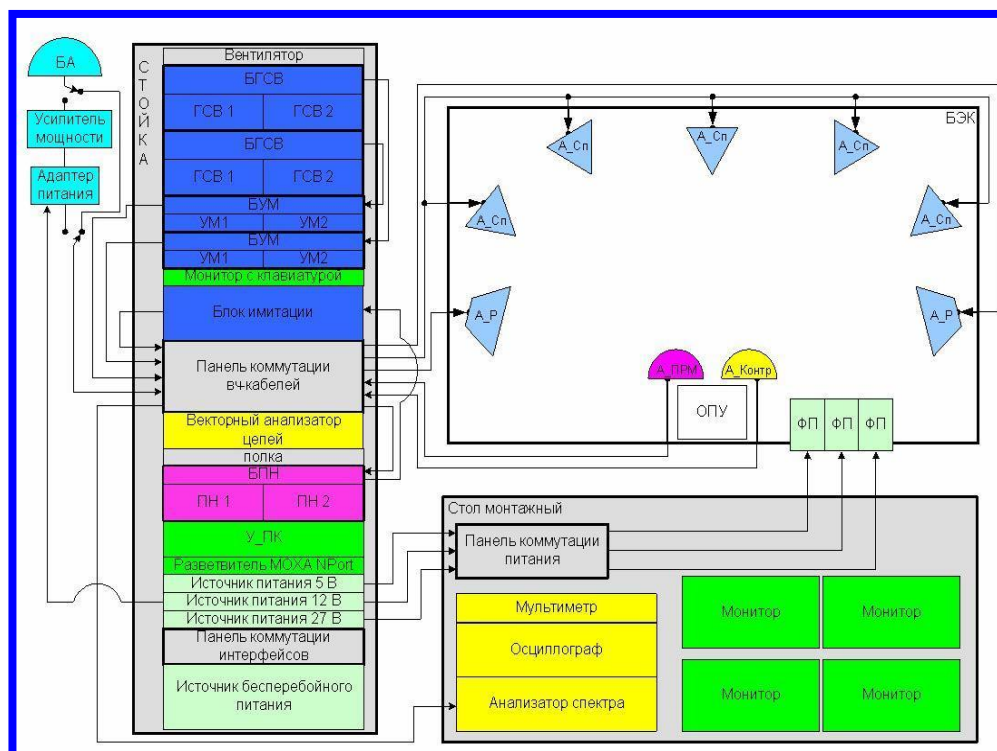 БА
Усилитель
мощности
Адаптер
питания
СТОЙКА
Вентилятор
БГСВ
ГСВ 1
ГСВ 2
БГСВ
ГСВ 1
ГСВ 2
БУМ
УМ1
УМ2
БУМ
УМ1
УМ2
Монитор с клавиатурой
Блок имитации
Панель коммутации
вч-кабелей
Векторный анализатор
цепей
полка
БПН
ПН 1
ПН 2
У_ПК
Разветвитель MOXA NPort
Источник питания 5 В
Источник питания 12 В
Источник питания 27 В
Панель коммутации
интерфейсов
Источник бесперебойного
питания
БЭК
А_Сп
А_Сп
А_Сп
А_Сп
А_Сп
А_Р
А_Р
А_ПРМ
А_Контр
ОПУ
ФП
ФП
ФП
Стол монтажный
Панель коммутации
питания
Мультиметр
Осциллограф
Анализатор спектра
Монитор
Монитор
Монитор
Монитор